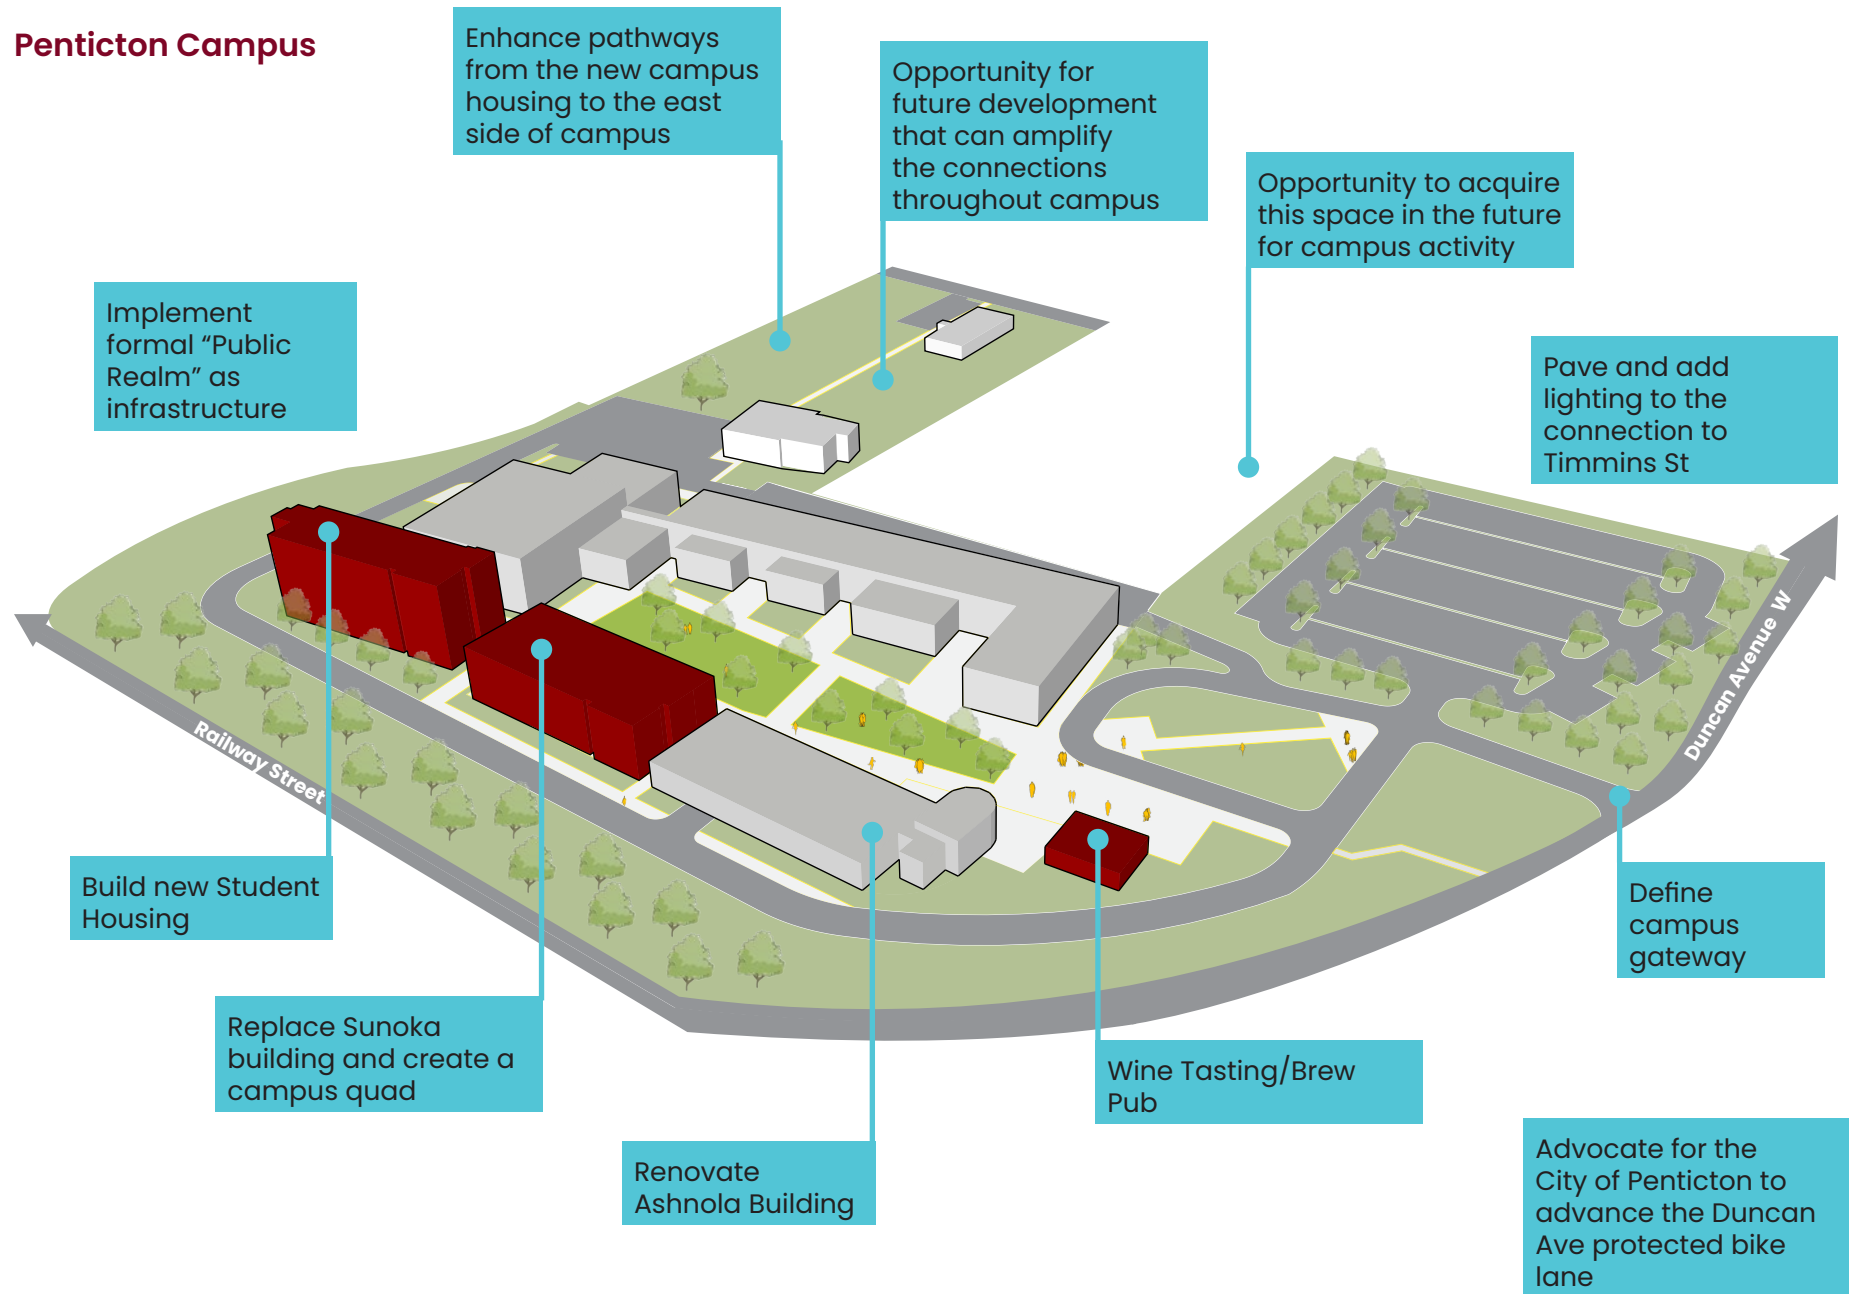 Penticton Campus
Enhance pathways
from the new campus
housing to the east
side of campus
Opportunity for
future development
that can amplify
the connections
throughout campus
Opportunity to acquire
this space in the future
for campus activity
Implement
formal “Public
Realm” as
infrastructure
Pave and add
lighting to the
connection to
Timmins St
Duncan Avenue W
Railway Street
Build new Student
Housing
Define
campus
gateway
Replace Sunoka
building and create a
campus quad
Wine Tasting/Brew
Pub
Renovate
Ashnola Building
Advocate for the
City of Penticton to
advance the Duncan
Ave protected bike
lane